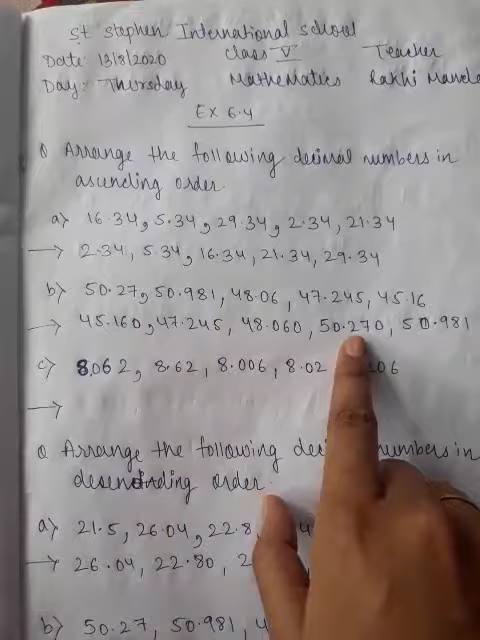 St stephen International school
Date: 13/8/2020 Class V Teacher
Day: Thursday Mathematics Rakhi
Ex 6.4
Q Arrange the following decimal numbers in
ascending order.
a) 16.34, 5.34, 29.34, 2.34, 21.34
→ 2.34, 5.34, 16.34, 21.34, 29.34
b) 50.27, 50.981, 48.06, 47.245, 45.16
→ 45.160, 47.245, 48.060, 50.270, 50.981
c) 8.062, 8.62, 8.006, 8.02
→
Q Arrange the following numbers in
desending order.
a) 21.5, 26.04, 22.8,
→ 26.04, 22.80,
b) 50.27, 50.981,